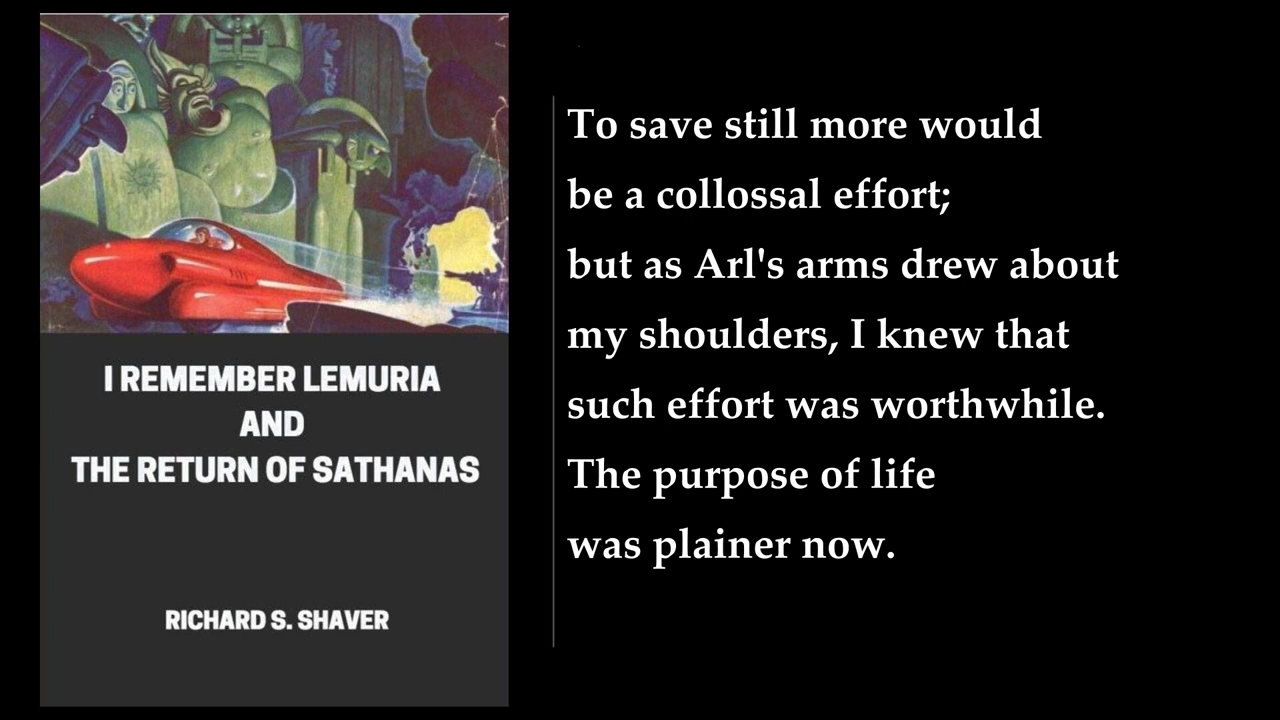 I REMEMBER LEMURIA
AND
THE RETURN OF SATHANAS
RICHARD S. SHAVER
To save still more would
be a collossal effort;
but as Arl's arms drew about
my shoulders, I knew that
such effort was worthwhile.
The purpose of life
was plainer now.